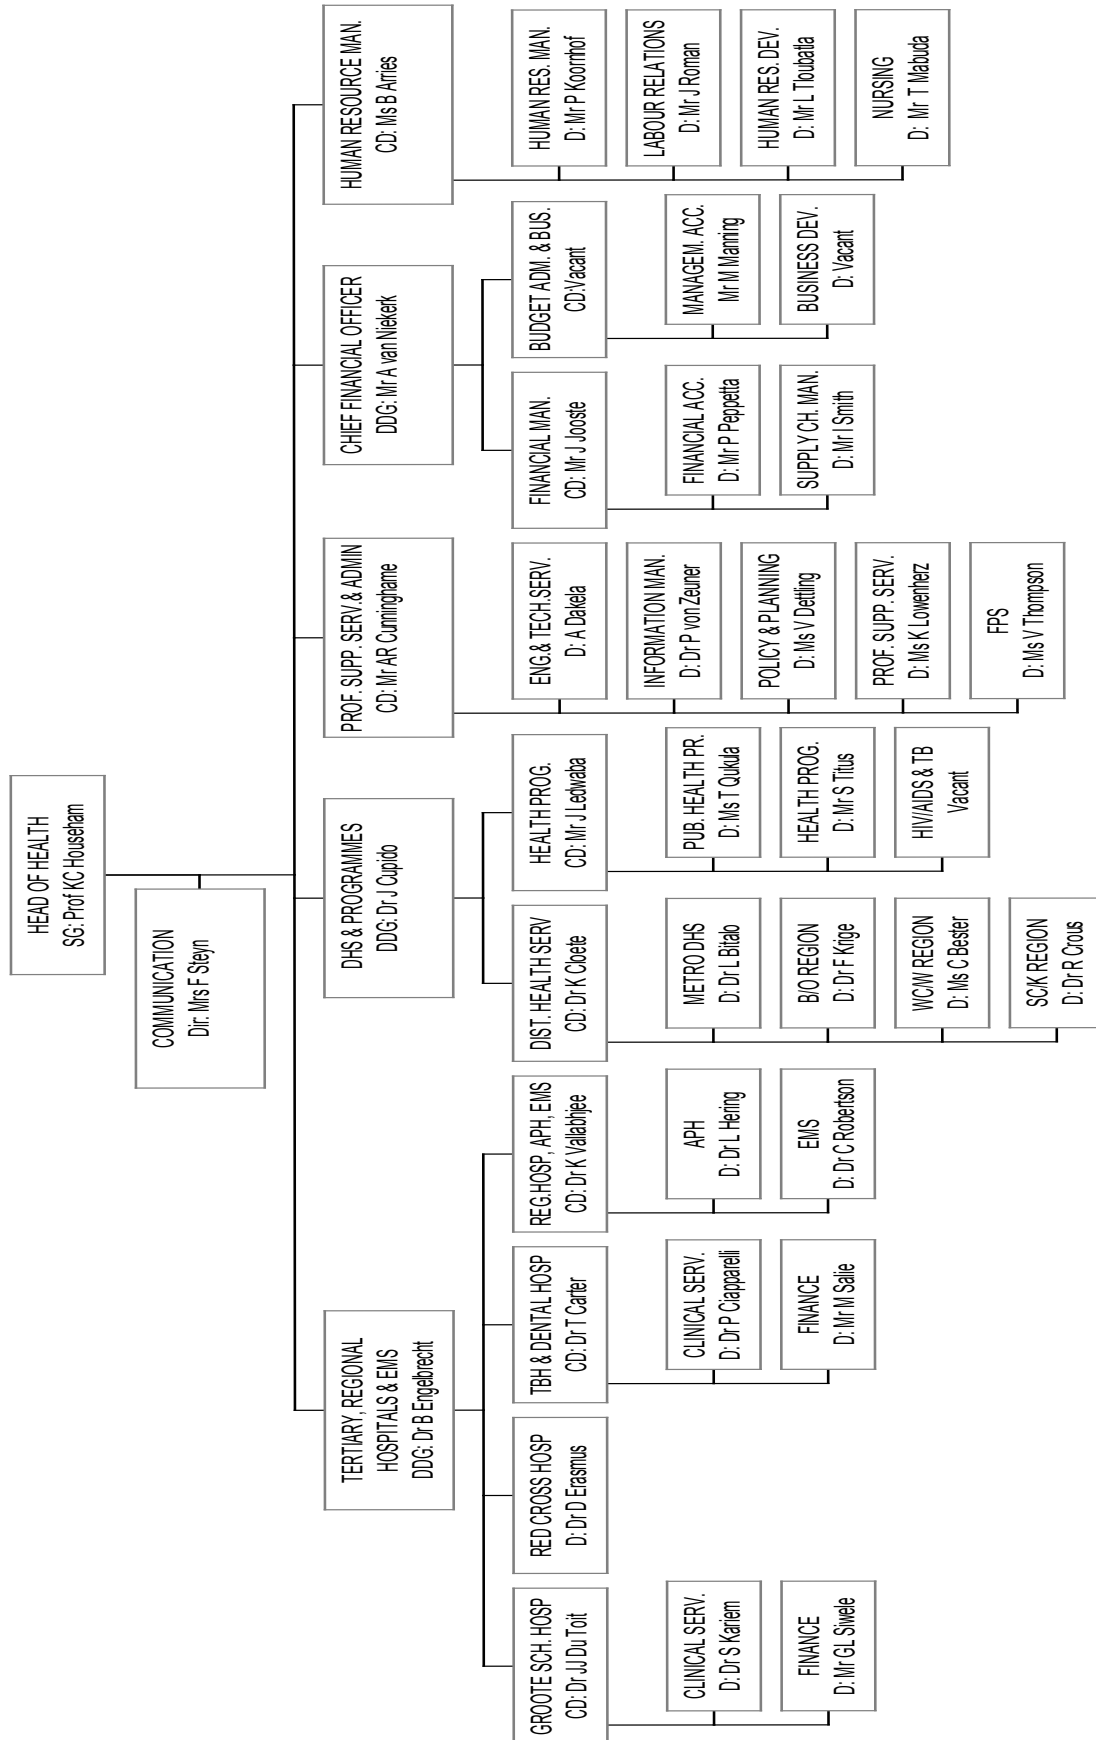 HEAD OF HEALTH
SG: Prof KC Househam
COMMUNICATION
Dir: Mrs F Steyn
TERTIARY, REGIONAL
HOSPITALS & EMS
DDG: Dr B Engelbrecht
DHS & PROGRAMMES
DDG: Dr J Cupido
PROF. SUPP. SERV.& ADMIN
CD: Mr AR Cunninghame
CHIEF FINANCIAL OFFICER
DDG: Mr A van Niekerk
HUMAN RESOURCE MAN.
CD: Ms B Arries
GROOTE SCH. HOSP
CD: Dr JJ Du Toit
CLINICAL SERV.
D: Dr S Kariem
FINANCE
D: Mr GL Siwele
RED CROSS HOSP
D: Dr D Erasmus
TBH & DENTAL HOSP
CD: Dr T Carter
CLINICAL SERV.
D: Dr P Ciapparelli
FINANCE
D: Mr M Salie
REG.HOSP, APH, EMS
CD: Dr K Vallabhjee
APH
D: Dr L Hering
EMS
D: Dr C Robertson
DIST. HEALTH SERV
CD: Dr K Cloete
METRO DHS
D: Dr L Bitalo
B/O REGION
D: Dr F Krige
WC/W REGION
D: Ms C Bester
SC/K REGION
D: Dr R Crous
HEALTH PROG.
CD: Mr J Ledwaba
PUB. HEALTH PR.
D: Ms T Qukula
HEALTH PROG.
D: Mr S Titus
HIV/AIDS & TB
Vacant
ENG.& TECH.SERV.
D: A Dakela
INFORMATION MAN.
D: Dr P von Zeuner
POLICY & PLANNING
D: Ms V Dettling
PROF. SUPP. SERV.
D: Ms K Lowenherz
FPS
D: Ms V Thompson
FINANCIAL MAN.
CD: Mr J Jooste
FINANCIAL ACC.
D: Mr P Peppetta
SUPPLY CH. MAN.
D: Mr I Smith
BUDGET ADM. & BUS.
CD:Vacant
MANAGEM. ACC.
Mr M Manning
BUSINESS DEV.
D: Vacant
HUMAN RES. MAN.
D: Mr P Koornhof
LABOUR RELATIONS
D: Mr J Roman
HUMAN RES. DEV.
D: Mr L Tloubatla
NURSING
D: Mr T Mabuda